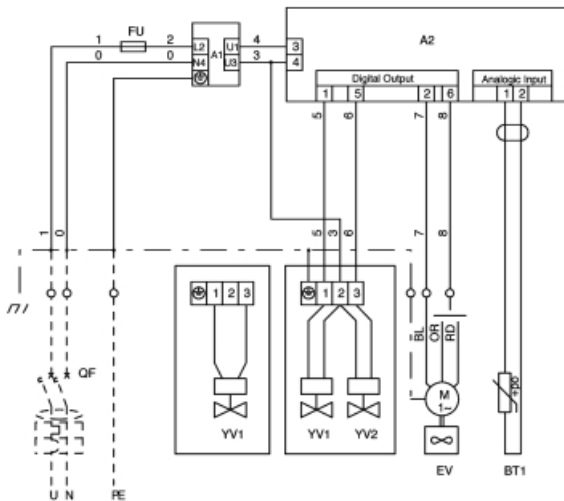 FU
1 2 L2 A1 U1 4 3 A2
0 0 N4 U3 3 4
Digital Output Analogic Input
1 5 2 6 1 2
5 6 7 8
1 0 5 3 6 7 8
1 2 3 1 2 3
BL OR RD
QF
M
1~
+po
YV1 YV1 YV2 EV BT1
U N PE